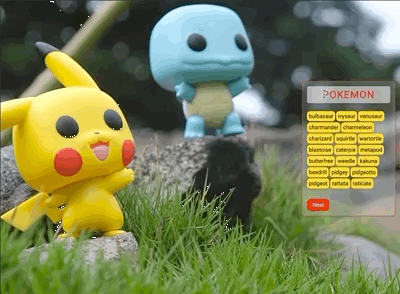 POKEMON
bulbasaur ivysaur venusaur
charmander charmeleon
charizard squirtle wartortle
blastoise caterpie metapod
butterfree weedle kakuna
beedrill pidgey pidgeotto
pidgeot rattata raticate
Next